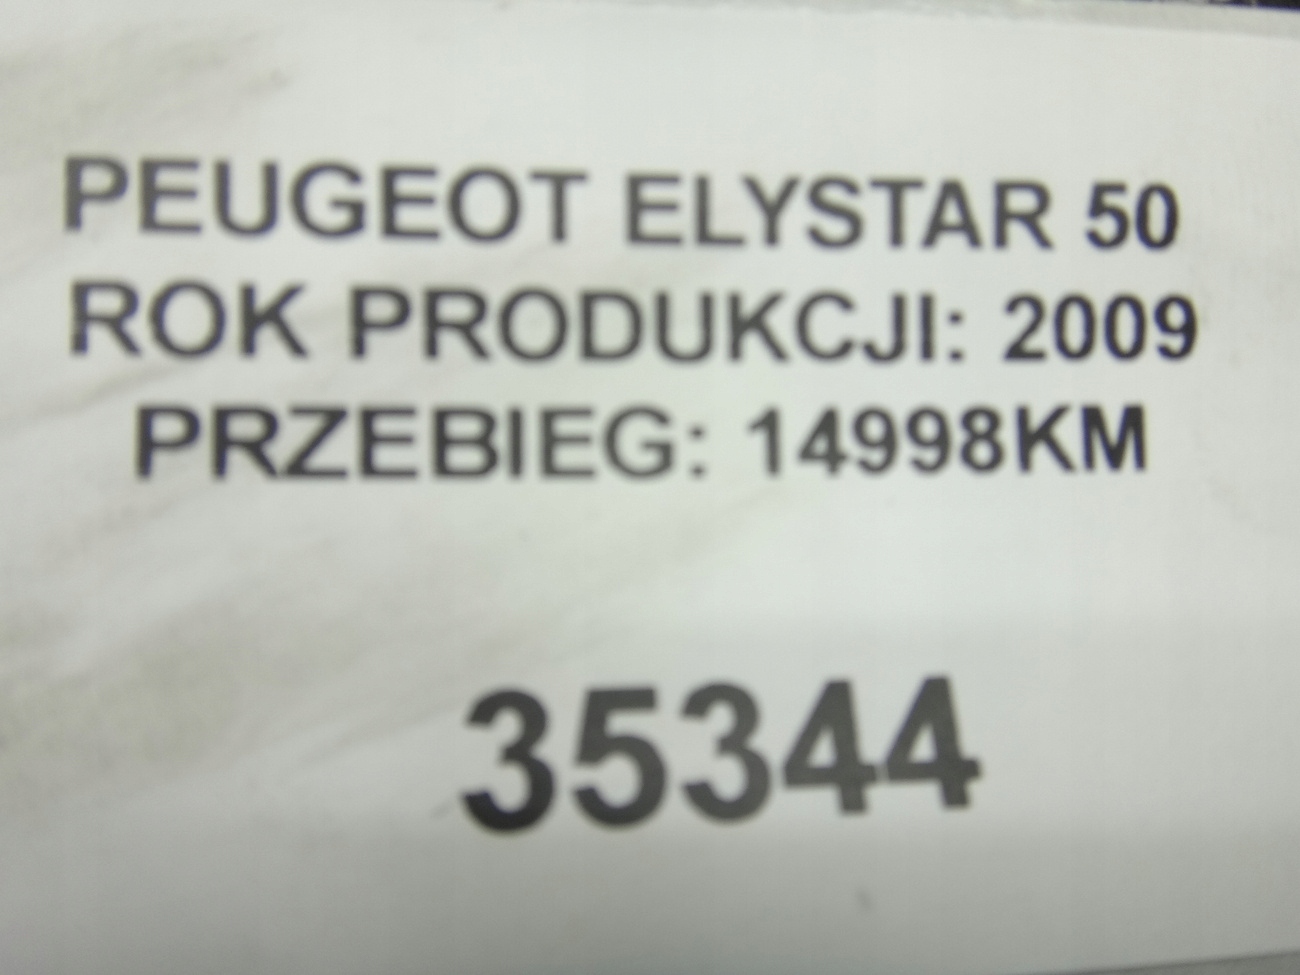 PEUGEOT ELYSTAR 50
ROK PRODUKCJI: 2009
PRZEBIEG: 14998KM
35344